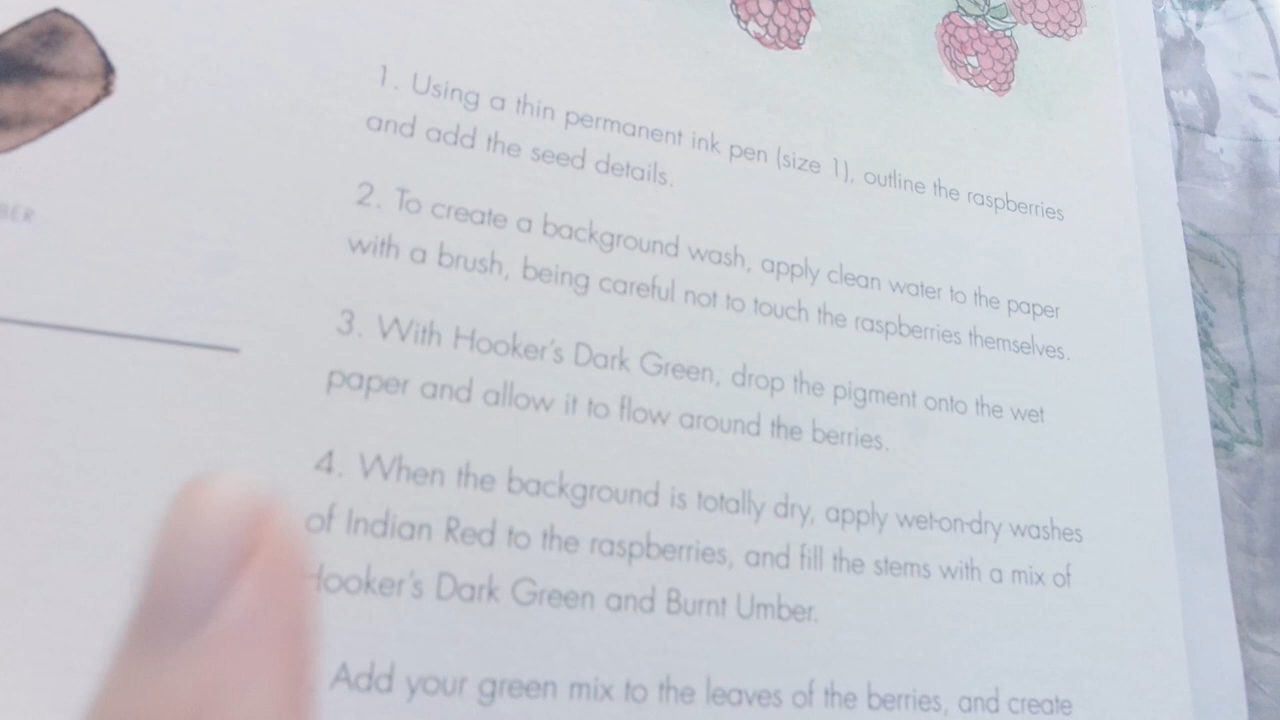 1. Using a thin permanent ink pen (size 1), outline the raspberries
and add the seed details.
2. To create a background wash, apply clean water to the paper
with a brush, being careful not to touch the raspberries themselves.
3. With Hooker's Dark Green, drop the pigment onto the wet
paper and allow it to flow around the berries.
4. When the background is totally dry, apply wet-on-dry washes
of Indian Red to the raspberries, and fill the stems with a mix of
Hooker's Dark Green and Burnt Umber.
Add your green mix to the leaves of the berries, and create